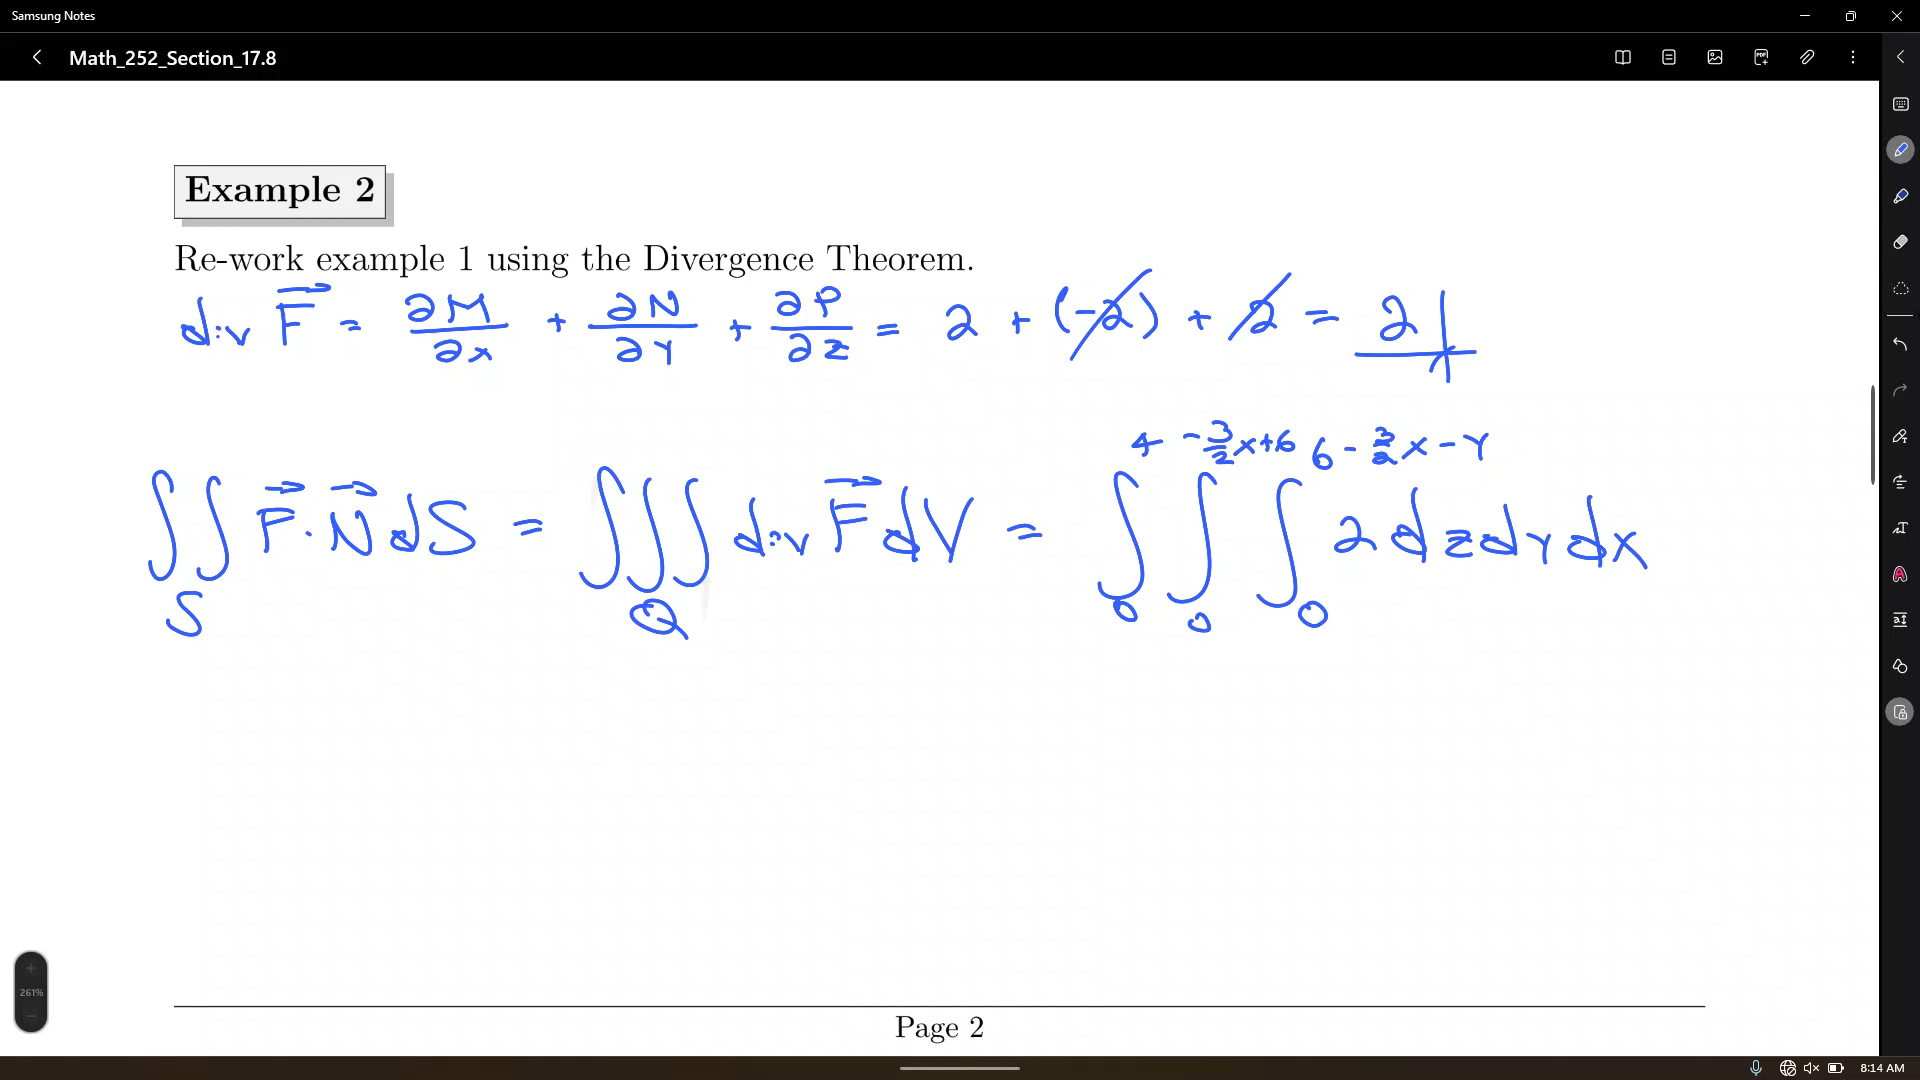 Samsung Notes
Math_252_Section_17.8
Example 2
Re-work example 1 using the Divergence Theorem.
div F⃗ = ∂M/∂x + ∂N/∂Y + ∂P/∂z = 2 + (-2) + 2 = 2
∬_S F⃗ · N⃗ dS = ∭_Q div F⃗ dV = ∫_0^4 ∫_0^{-3/2 x+6} ∫_0^{6 - 3/2 x - Y} 2 dz dY dx
261%
Page 2
8:14 AM